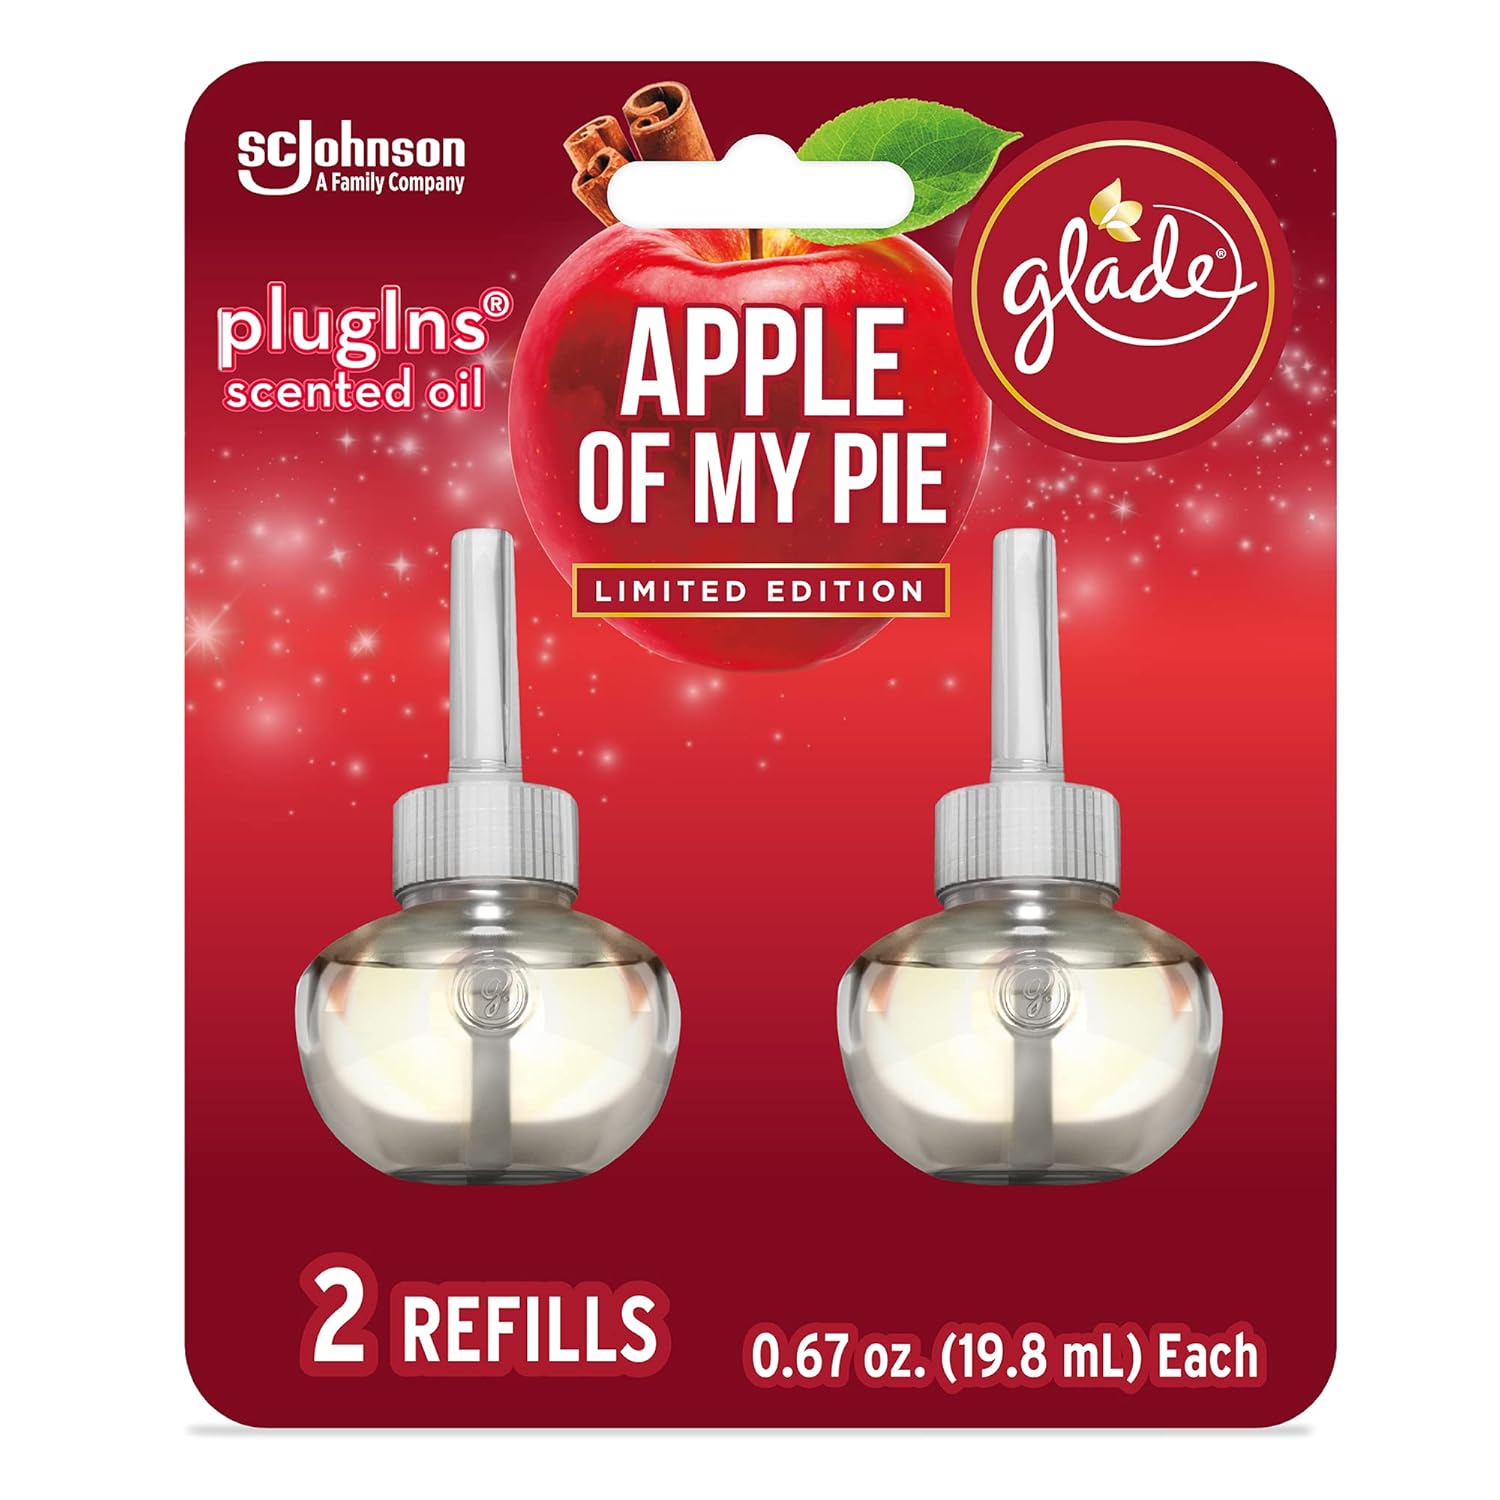 SCJohnson
A Family Company
plugIns®
scented oil
APPLE
OF MY PIE
LIMITED EDITION
glade®
g.
g.
2 REFILLS
0.67 oz. (19.8 mL) Each